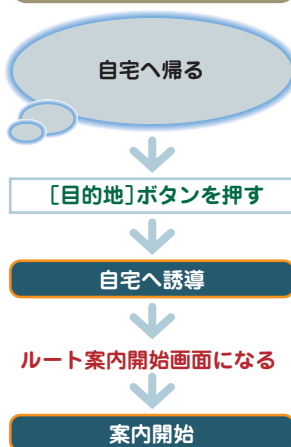 自宅へ帰る
［目的地］ボタンを押す
自宅へ誘導
ルート案内開始画面になる
案内開始